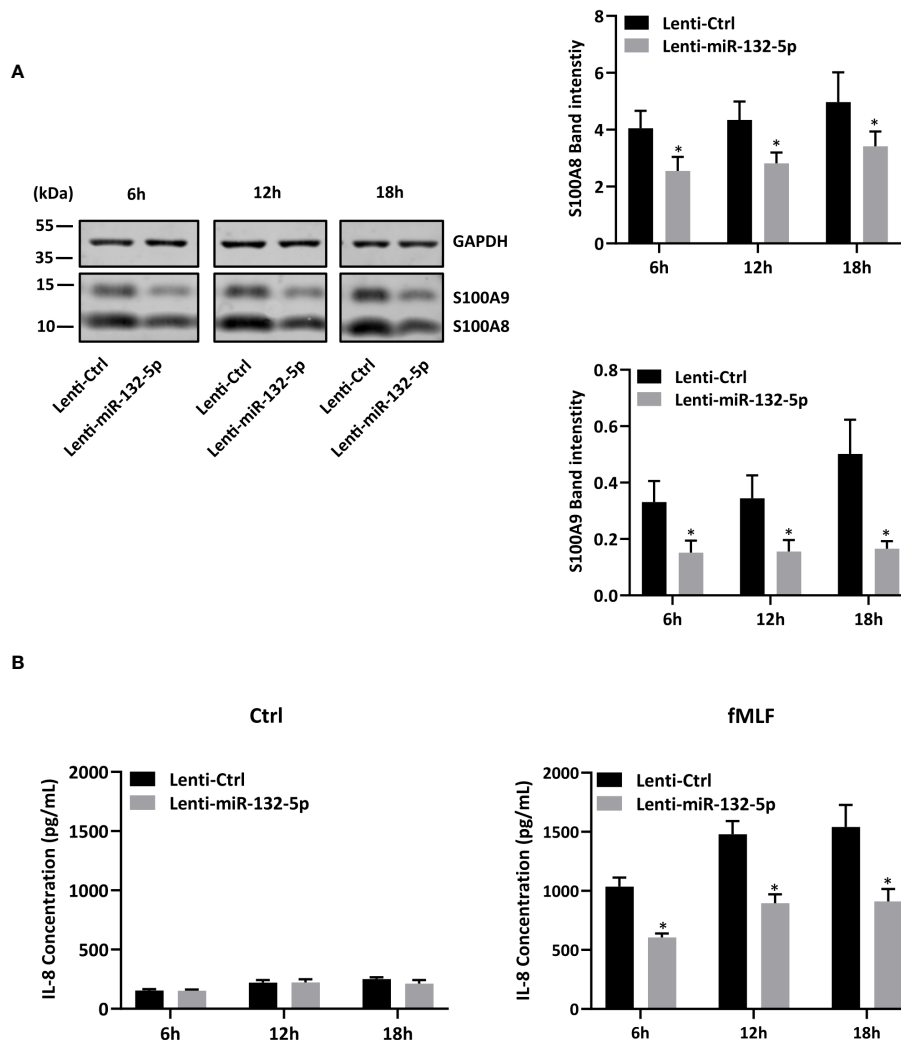 A
(kDa)
6h
12h
18h
55
35
15
10
GAPDH
S100A9
S100A8
Lenti-Ctrl
Lenti-miR-132-5p
Lenti-Ctrl
Lenti-miR-132-5p
Lenti-Ctrl
Lenti-miR-132-5p
Lenti-Ctrl
Lenti-miR-132-5p
S100A8 Band intenstiy
8
6
4
2
0
*
*
*
6h
12h
18h
Lenti-Ctrl
Lenti-miR-132-5p
S100A9 Band intenstity
0.8
0.6
0.4
0.2
0.0
*
*
*
6h
12h
18h
B
Ctrl
Lenti-Ctrl
Lenti-miR-132-5p
IL-8 Concentration (pg/mL)
2000
1500
1000
500
0
6h
12h
18h
fMLF
Lenti-Ctrl
Lenti-miR-132-5p
IL-8 Concentration (pg/mL)
2000
1500
1000
500
0
*
*
*
6h
12h
18h